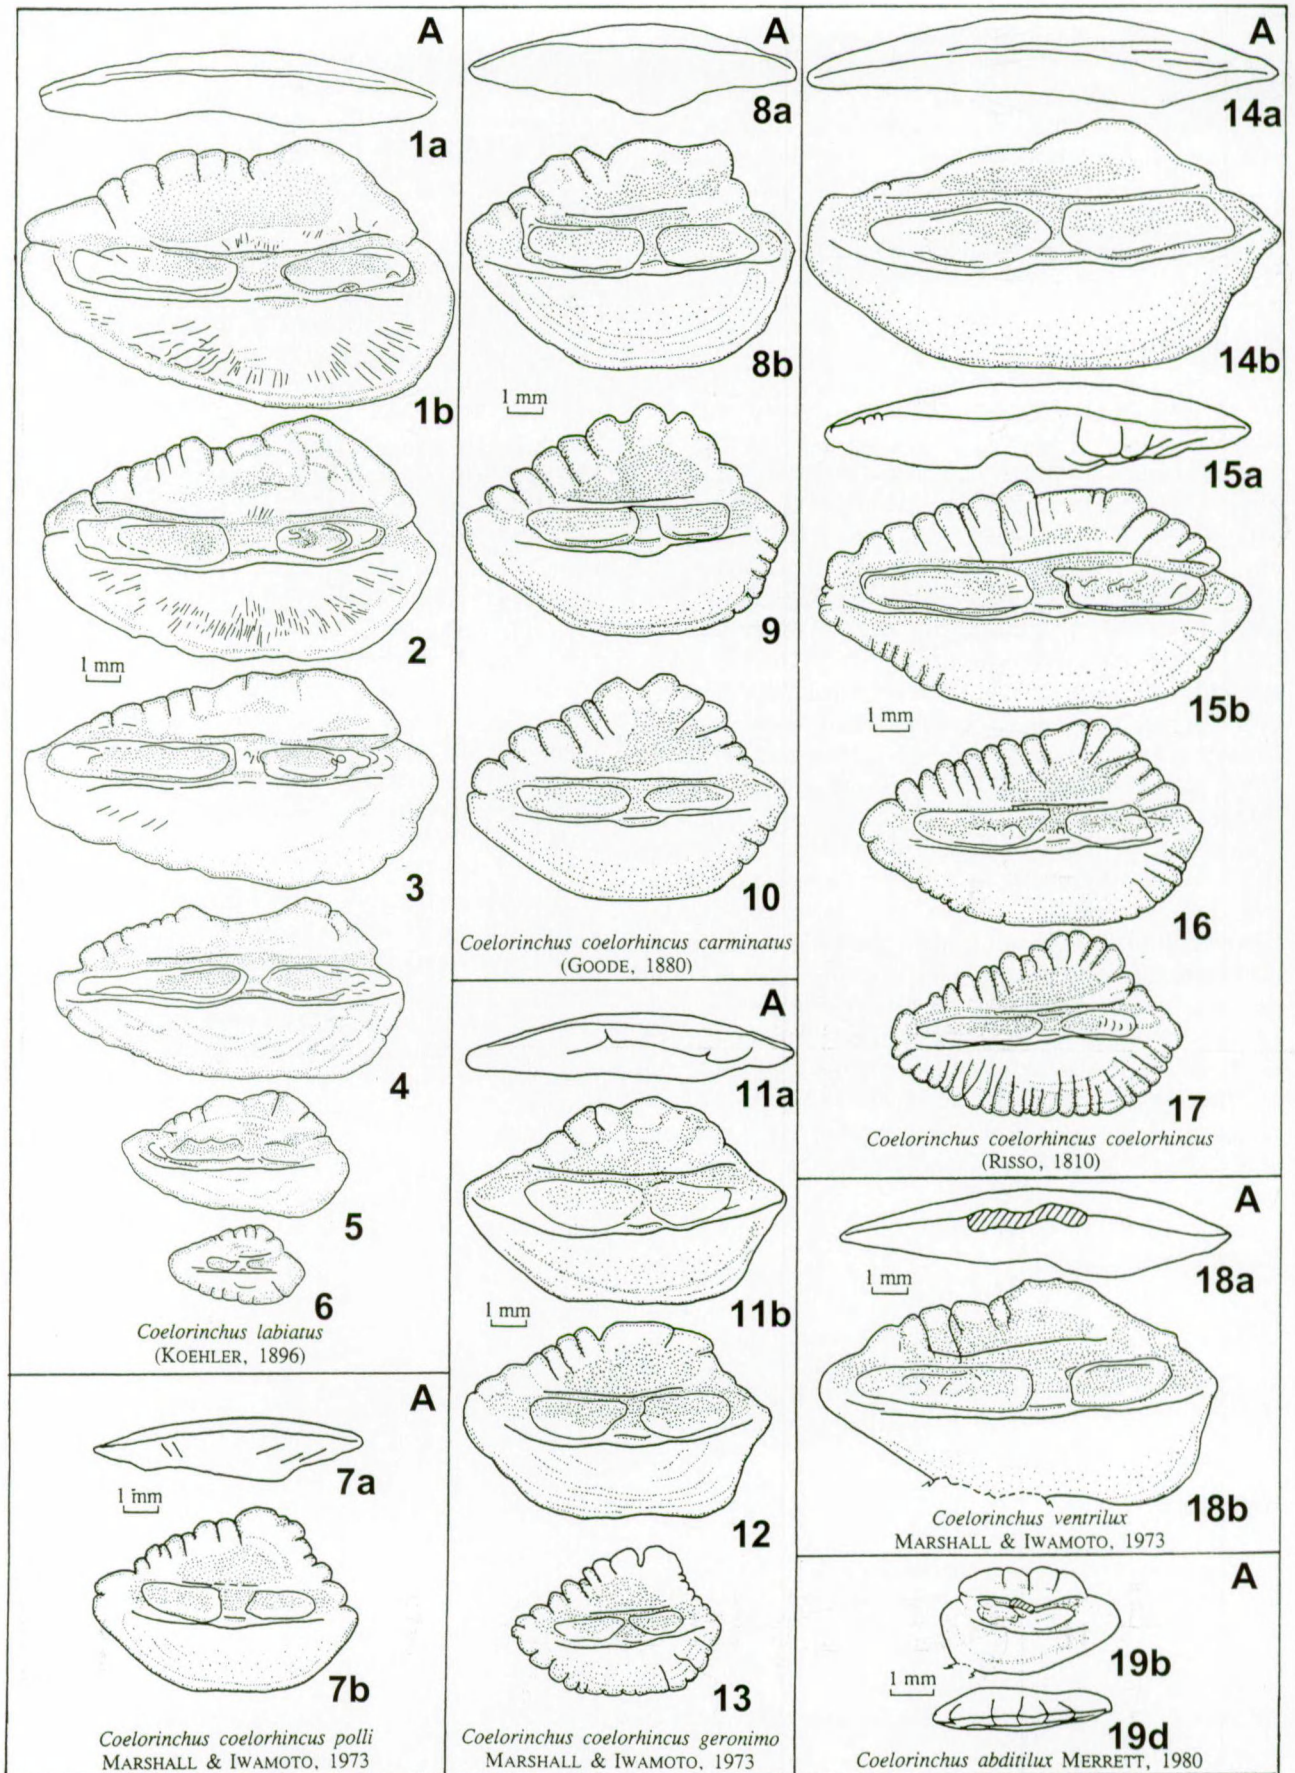 A
1a
1b
2
1 mm
3
4
5
6
Coelorinchus labiatus
(KOEHLER, 1896)
A
7a
1 mm
7b
Coelorinchus coelorhincus polli
MARSHALL & IWAMOTO, 1973
A
8a
8b
1 mm
9
10
Coelorinchus coelorhincus carminatus
(GOODE, 1880)
A
11a
11b
1 mm
12
13
Coelorinchus coelorhincus geronimo
MARSHALL & IWAMOTO, 1973
A
14a
14b
15a
15b
1 mm
16
17
Coelorinchus coelorhincus coelorhincus
(RISSO, 1810)
A
18a
1 mm
18b
Coelorinchus ventrilux
MARSHALL & IWAMOTO, 1973
A
19b
1 mm
19d
Coelorinchus abditilux MERRETT, 1980